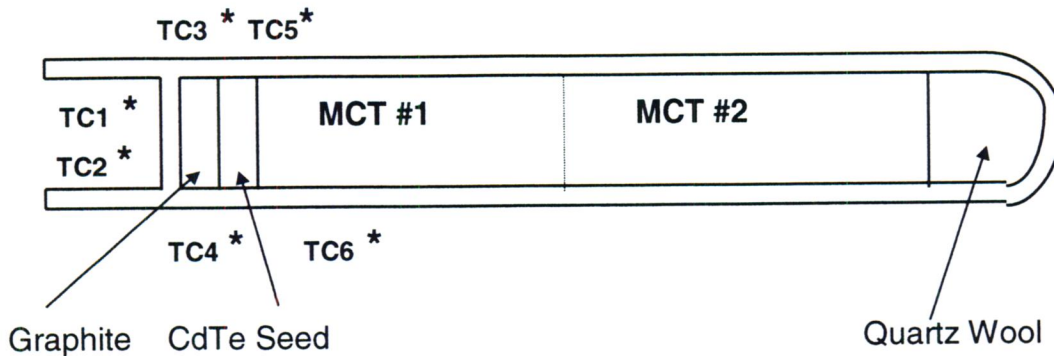 TC3 * TC5*
TC1 * MCT #1 MCT #2
TC2 *
TC4 * TC6 *
Graphite CdTe Seed Quartz Wool